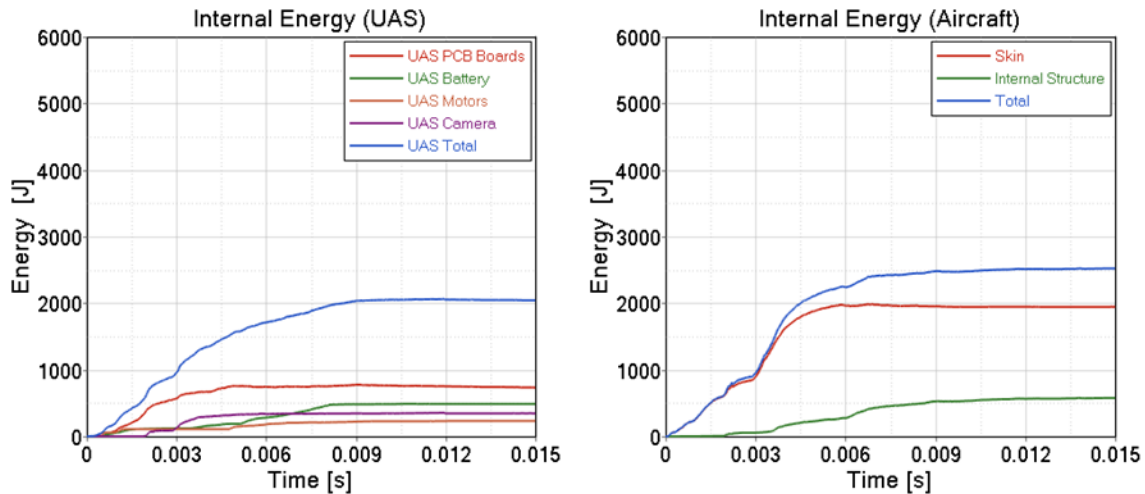 Internal Energy (UAS)
6000
5000
4000
3000
2000
1000
0
Energy [J]
UAS PCB Boards
UAS Battery
UAS Motors
UAS Camera
UAS Total
0 0.003 0.006 0.009 0.012 0.015
Time [s]
Internal Energy (Aircraft)
6000
5000
4000
3000
2000
1000
0
Energy [J]
Skin
Internal Structure
Total
0 0.003 0.006 0.009 0.012 0.015
Time [s]